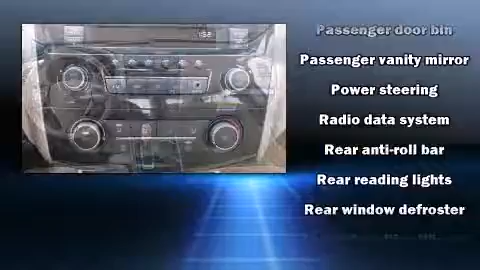 Passenger door bin
Passenger vanity mirror
Power steering
Radio data system
Rear anti-roll bar
Rear reading lights
Rear window defroster